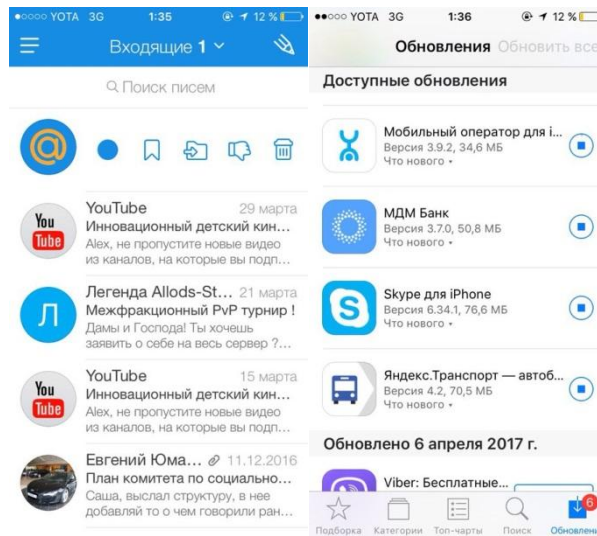 YOTA 3G 1:35 12 %
Входящие 1
Поиск писем
YouTube 29 марта
Инновационный детский кин...
Alex, не пропустите новые видео
из каналов, на которые вы подп...
Л
Легенда Allods-St... 21 марта
Межфракционный PvP турнир !
Дамы и Господа! Ты хочешь
заявить о себе на весь сервер ?...
You
Tube
YouTube 15 марта
Инновационный детский кин...
Alex, не пропустите новые видео
из каналов, на которые вы подп...
You
Tube
Евгений Юма... 11.12.2016
План комитета по социально...
Саша, выслал структуру, в нее
добавляй то о чем говорили ран...
YOTA 3G 1:36 12 %
Обновления Обновить все
Доступные обновления
Мобильный оператор для i...
Версия 3.9.2, 34,6 МБ
Что нового
МДМ Банк
Версия 3.7.0, 50,8 МБ
Что нового
Skype для iPhone
Версия 6.34.1, 76,6 МБ
Что нового
Яндекс.Транспорт — автоб...
Версия 4.2, 70,5 МБ
Что нового
Обновлено 6 апреля 2017 г.
Viber: Бесплатные...
6
Подборка Категории Топ-чарты Поиск Обновлени